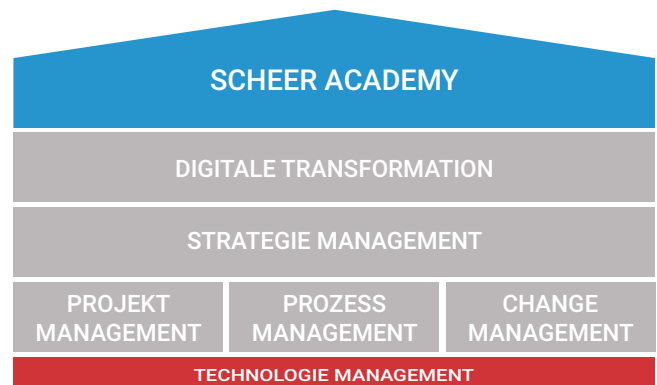 SCHEER ACADEMY
DIGITALE TRANSFORMATION
STRATEGIE MANAGEMENT
PROJEKT
MANAGEMENT
PROZESS
MANAGEMENT
CHANGE
MANAGEMENT
TECHNOLOGIE MANAGEMENT